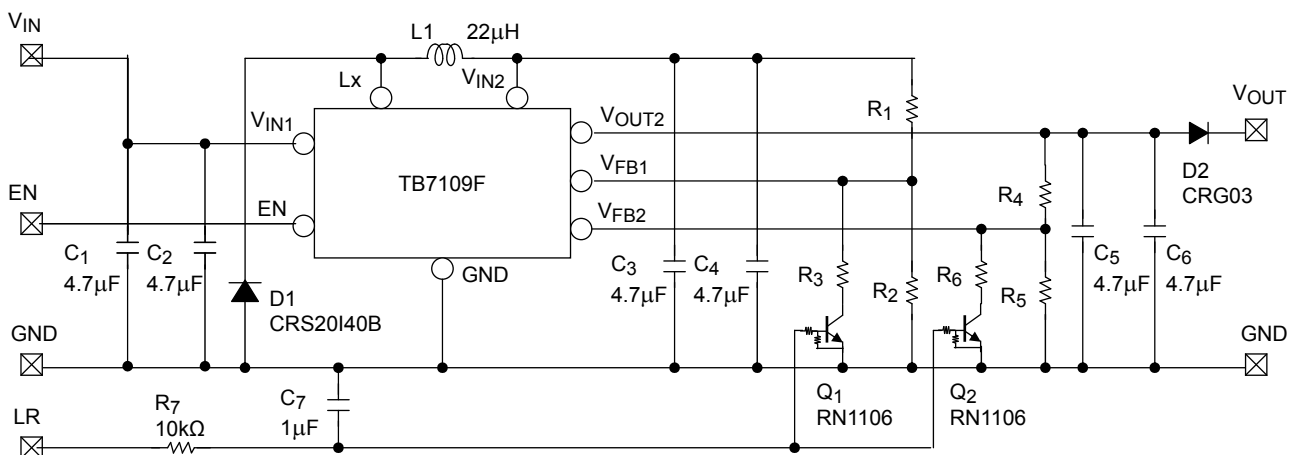 VIN
L1 22μH
Lx
VIN2
VOUT
VIN1
VOUT2
R1
TB7109F
VFB1
D2
CRG03
EN
EN
VFB2
R4
C1
4.7μF
C2
4.7μF
GND
C3
4.7μF
C4
4.7μF
R3
R2
R6
R5
C5
4.7μF
C6
4.7μF
D1
CRS20I40B
GND
GND
LR
R7
10kΩ
C7
1μF
Q1
RN1106
Q2
RN1106